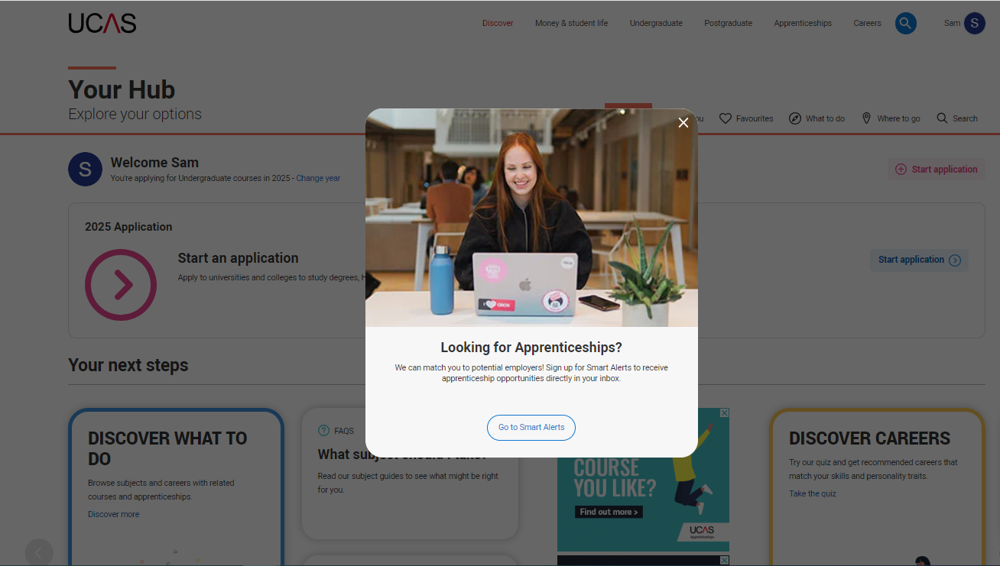 UCAS
Discover
Money & student life
Undergraduate
Postgraduate
Apprenticeships
Careers
Sam
S
Your Hub
Explore your options
Favourites
What to do
Where to go
Search
S
Welcome Sam
You're applying for Undergraduate courses in 2025 - Change year
Start application
2025 Application
Start an application
Apply to universities and colleges to study degrees,
Start application
Looking for Apprenticeships?
We can match you to potential employers! Sign up for Smart Alerts to receive
apprenticeship opportunities directly in your inbox.
Go to Smart Alerts
Your next steps
DISCOVER WHAT TO
DO
Browse subjects and careers with related
courses and apprenticeships.
Discover more
FAQS
What subject should I take?
Read our subject guides to see what might be right
for you.
COURSE
YOU LIKE?
Find out more >
UCAS
Apprenticeships
DISCOVER CAREERS
Try our quiz and get recommended careers that
match your skills and personality traits.
Take the quiz